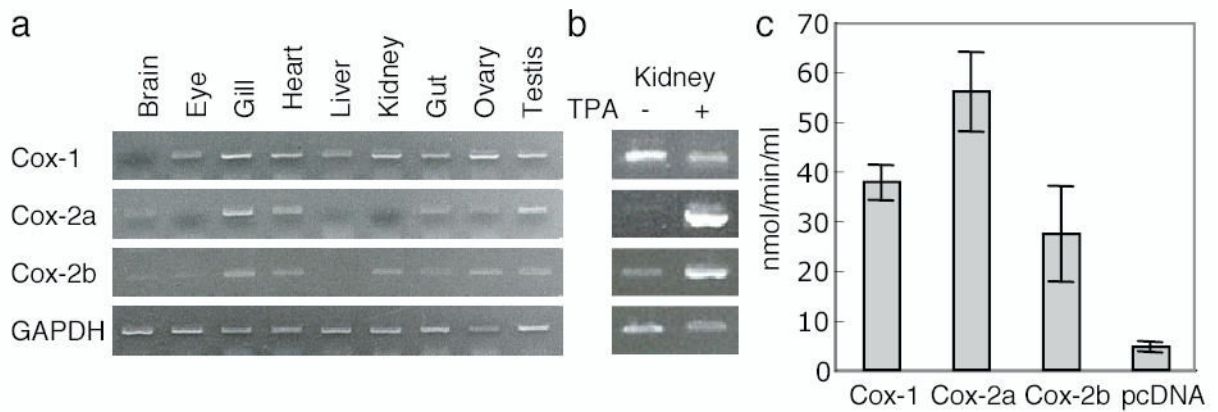 a
Brain Eye Gill Heart Liver Kidney Gut Ovary Testis
Cox-1
Cox-2a
Cox-2b
GAPDH
b
Kidney
TPA - +
c
70
60
50
40
30
20
10
0
nmol/min/ml
Cox-1 Cox-2a Cox-2b pcDNA